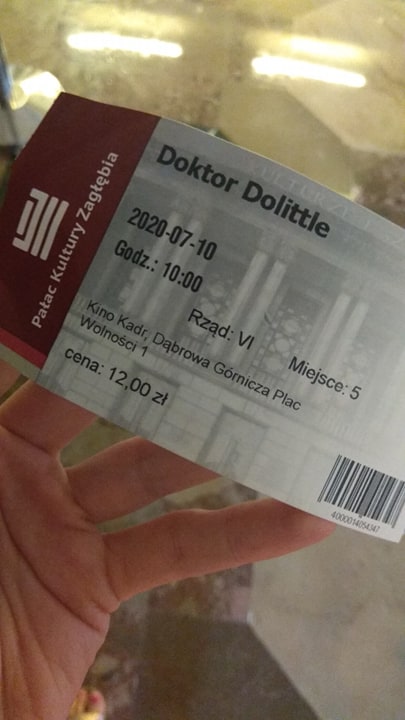 Pałac Kultury Zagłębia
Doktor Dolittle
2020-07-10
Godz.: 10:00
Rząd: VI
Miejsce: 5
Kino Kadr, Dąbrowa Górnicza Plac
Wolności 1
cena: 12,00 zł
4000014054347